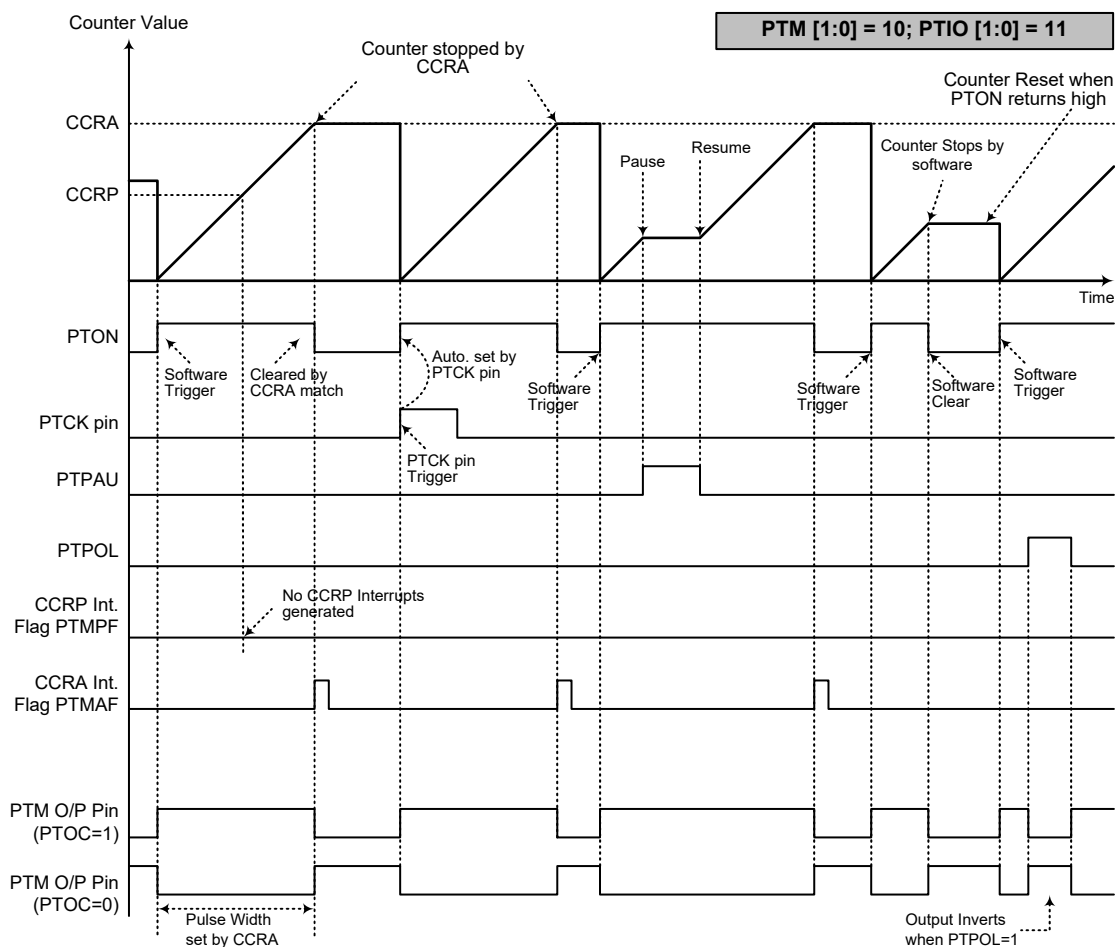 Counter Value
PTM [1:0] = 10; PTIO [1:0] = 11
Counter stopped by
CCRA
Counter Reset when
PTON returns high
CCRA
Pause
Resume
Counter Stops by
software
CCRP
Time
PTON
Software
Trigger
Cleared by
CCRA match
Auto. set by
PTCK pin
Software
Trigger
Software
Trigger
Software
Clear
Software
Trigger
PTCK pin
PTCK pin
Trigger
PTPAU
PTPOL
No CCRP Interrupts
generated
CCRP Int.
Flag PTMPF
CCRA Int.
Flag PTMAF
PTM O/P Pin
(PTOC=1)
PTM O/P Pin
(PTOC=0)
Pulse Width
set by CCRA
Output Inverts
when PTPOL=1